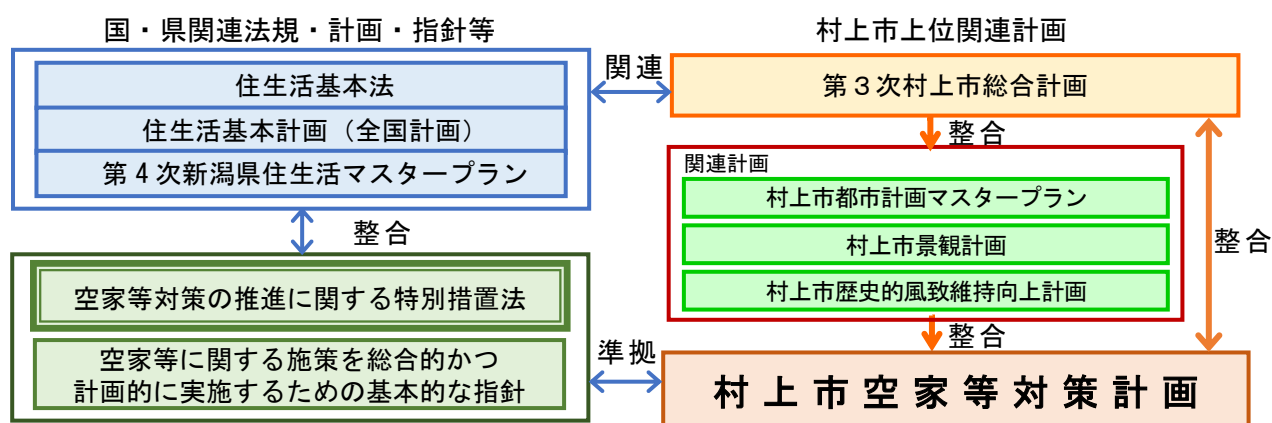 国・県関連法規・計画・指針等
住生活基本法
住生活基本計画（全国計画）
第４次新潟県住生活マスタープラン
整合
空家等対策の推進に関する特別措置法
空家等に関する施策を総合的かつ
計画的に実施するための基本的な指針
関連
準拠
村上市上位関連計画
第３次村上市総合計画
整合
関連計画
村上市都市計画マスタープラン
村上市景観計画
村上市歴史的風致維持向上計画
整合
整合
村上市空家等対策計画